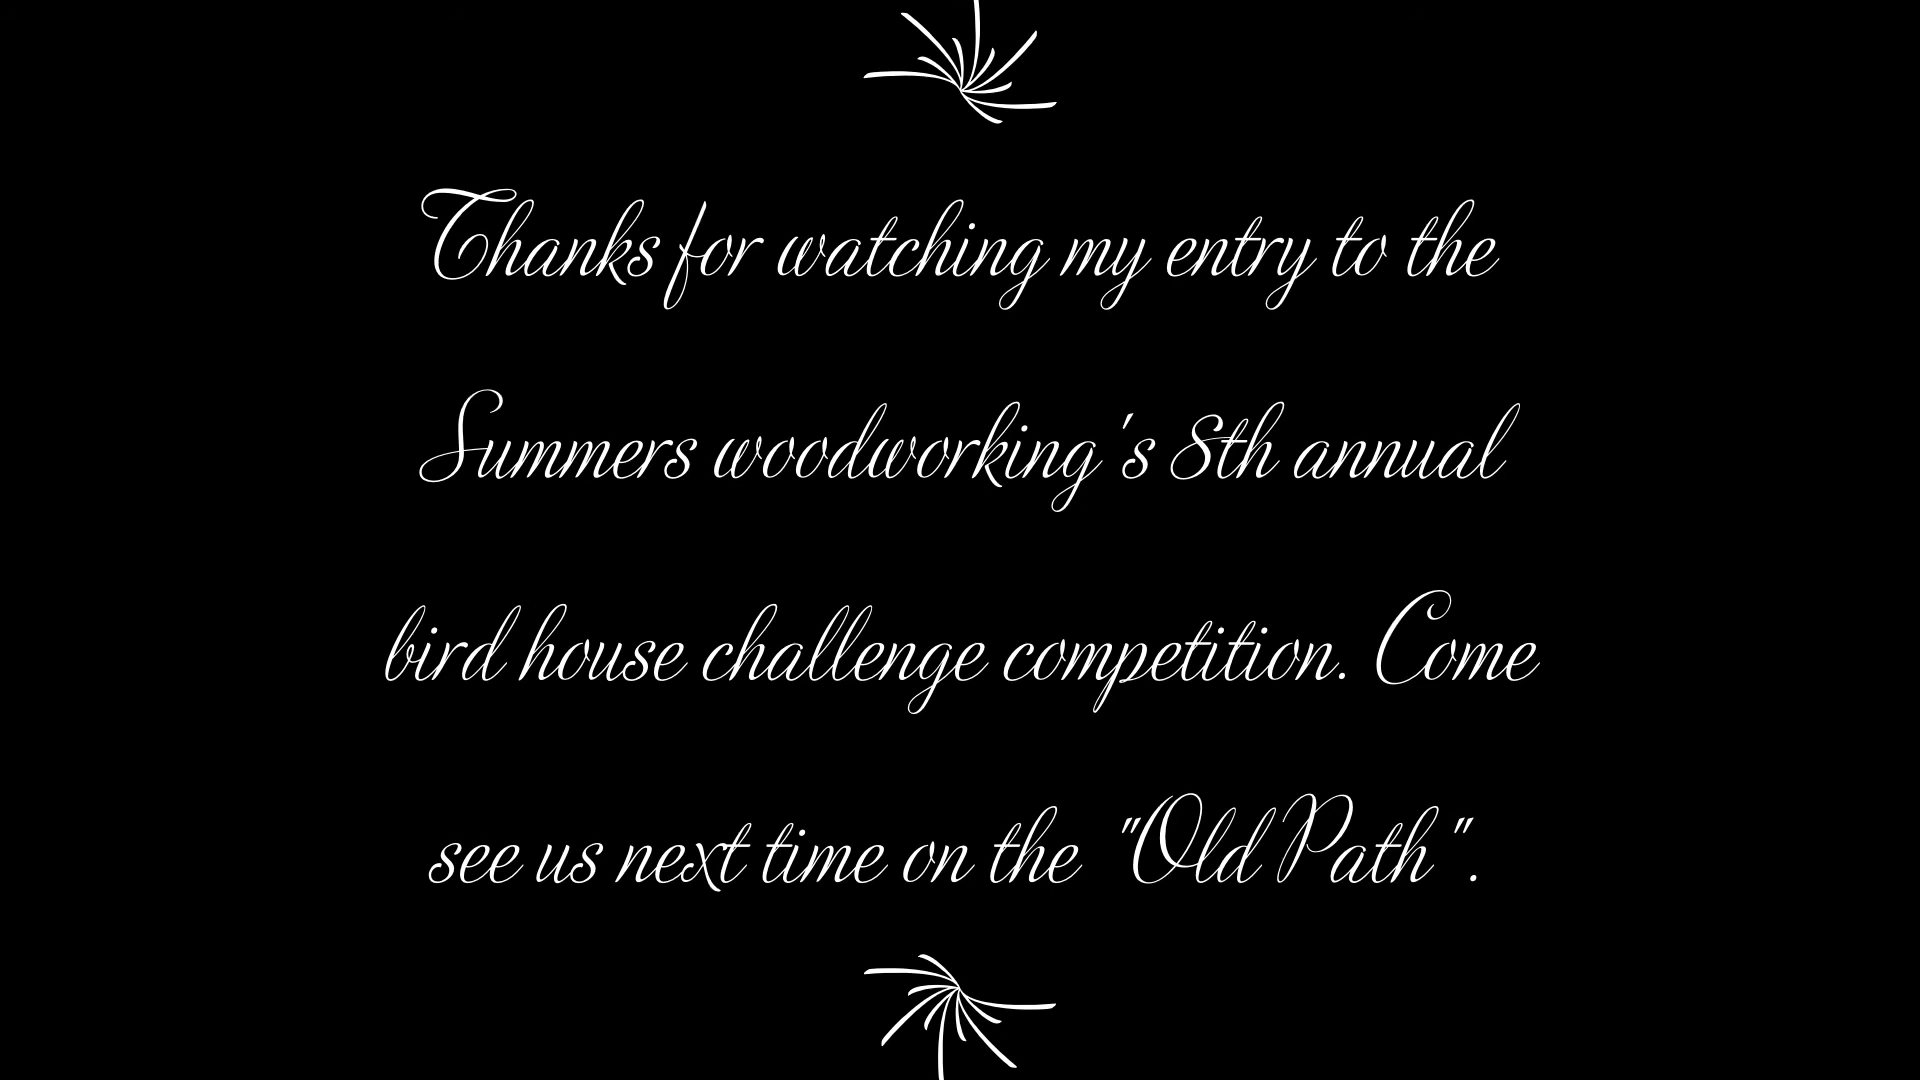 Thanks for watching my entry to the
Summers woodworking's 8th annual
bird house challenge competition. Come
see us next time on the "Old Path".